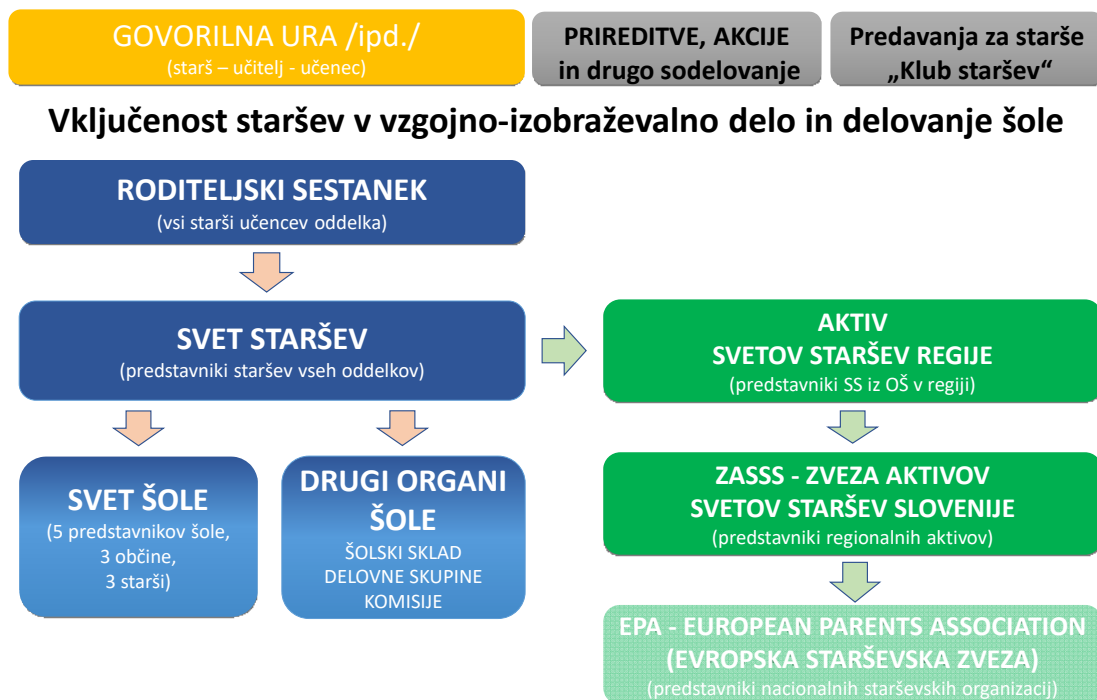 GOVORILNA URA /ipd./
(starš – učitelj - učenec)
PRIREDITVE, AKCIJE
in drugo sodelovanje
Predavanja za starše
„Klub staršev“
Vključenost staršev v vzgojno-izobraževalno delo in delovanje šole
RODITELJSKI SESTANEK
(vsi starši učencev oddelka)
SVET STARŠEV
(predstavniki staršev vseh oddelkov)
SVET ŠOLE
(5 predstavnikov šole,
3 občine,
3 starši)
DRUGI ORGANI
ŠOLE
ŠOLSKI SKLAD
DELOVNE SKUPINE
KOMISIJE
AKTIV
SVETOV STARŠEV REGIJE
(predstavniki SS iz OŠ v regiji)
ZASSS - ZVEZA AKTIVOV
SVETOV STARŠEV SLOVENIJE
(predstavniki regionalnih aktivov)
EPA - EUROPEAN PARENTS ASSOCIATION
(EVROPSKA STARŠEVSKA ZVEZA)
(predstavniki nacionalnih starševskih organizacij)